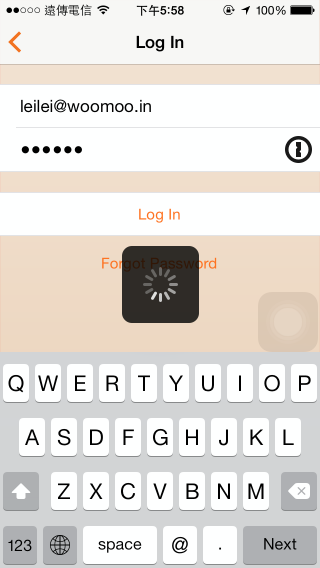 遠傳電信 下午5:58 100%
Log In
leilei@woomoo.in
••••••
Log In
Forgot Password
Q W E R T Y U I O P
A S D F G H J K L
Z X C V B N M
123 space @ . Next